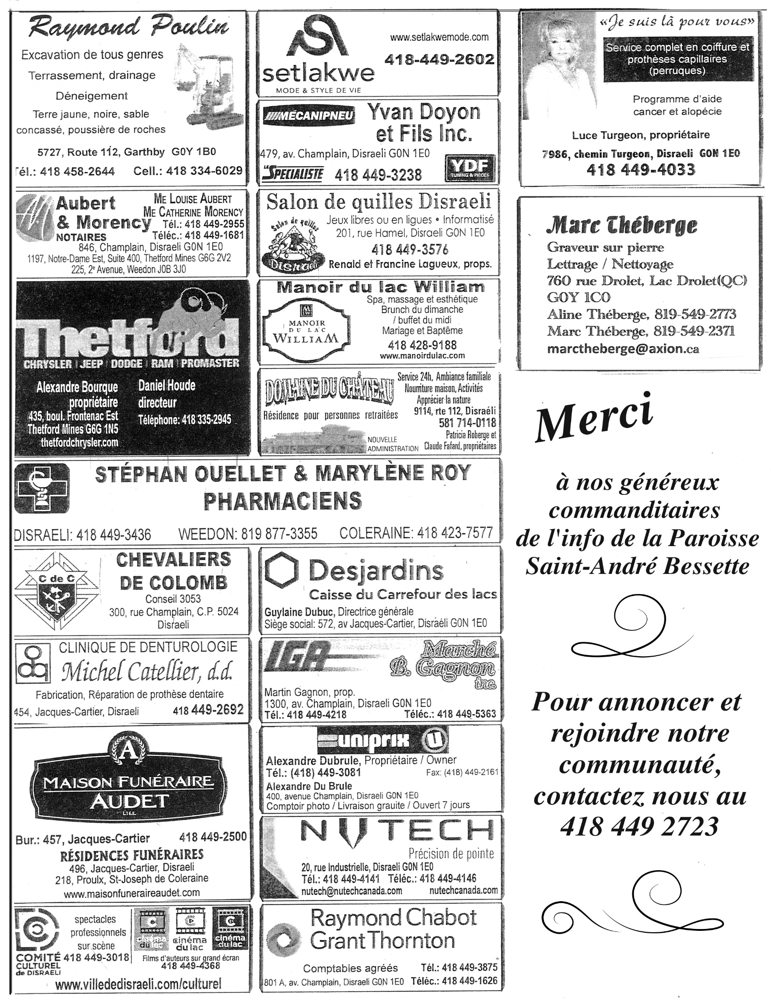 Raymond Poulin
Excavation de tous genres
Terrassement, drainage
Déneigement
Terre jaune, noire, sable
concassé, poussière de roches
5727, Route 112, Garthby G0Y 1B0
Tél.: 418 458-2644 Cell.: 418 334-6029
Aubert
& Morency
NOTAIRES
ME LOUISE AUBERT
ME CATHERINE MORENCY
Tél.: 418 449-2955
Téléc.: 418 449-1681
846, Champlain, Disraeli G0N 1E0
1197, Notre-Dame Est, Suite 400, Thetford Mines G6G 2V2
225, 2e Avenue, Weedon J0B 3J0
Thetford
CHRYSLER | JEEP | DODGE | RAM | PROMASTER
Alexandre Bourque
propriétaire
435, boul. Frontenac Est
Thetford Mines G6G 1N5
thetfordchrysler.com
Daniel Houde
directeur
Téléphone: 418 335-2945
setlakwe
MODE & STYLE DE VIE
www.setlakwemode.com
418-449-2602
MÉCANIPNEU
Yvan Doyon
et Fils Inc.
479, av. Champlain, Disraeli G0N 1E0
LE SPECIALISTE
418 449-3238
YDF
TUNING & PIÈCES
Salon de quilles Disraeli
Salon de quilles
Disraeli
Jeux libres ou en ligues • Informatisé
201, rue Hamel, Disraeli G0N 1E0
418 449-3576
Renald et Francine Lagueux, props.
Manoir du lac William
MANOIR
DU LAC
WILLIAM
Spa, massage et esthétique
Brunch du dimanche
/ buffet du midi
Mariage et Baptême
418 428-9188
www.manoirdulac.com
DOMAINE DU CHÂTEAU
Résidence pour personnes retraitées
NOUVELLE
ADMINISTRATION
Service 24h, Ambiance familiale
Nourriture maison, Activités
Apprécier la nature
9114, rte 112, Disraéli
581 714-0118
Patricia Roberge et
Claude Fafard, propriétaires
STÉPHAN OUELLET & MARYLÈNE ROY
PHARMACIENS
DISRAELI: 418 449-3436 WEEDON: 819 877-3355 COLERAINE: 418 423-7577
C de C
CHEVALIERS
DE COLOMB
Conseil 3053
300, rue Champlain, C.P. 5024
Disraeli
CLINIQUE DE DENTUROLOGIE
Michel Catellier, d.d.
Fabrication, Réparation de prothèse dentaire
454, Jacques-Cartier, Disraeli 418 449-2692
A
MAISON FUNÉRAIRE
AUDET
LTÉE
Bur.: 457, Jacques-Cartier 418 449-2500
RÉSIDENCES FUNÉRAIRES
496, Jacques-Cartier, Disraeli
218, Proulx, St-Joseph de Coleraine
www.maisonfuneraireaudet.com
spectacles
professionnels
sur scène
COMITÉ 418 449-3018
CULTUREL
de DISRAELI
cinéma
du lac
cinéma
du lac
cinéma
du lac
Films d'auteurs sur grand écran
418 449-4368
www.villededisraeli.com/culturel
Desjardins
Caisse du Carrefour des lacs
Guylaine Dubuc, Directrice générale
Siège social: 572, av Jacques-Cartier, Disráéli G0N 1E0
IGA
Marché
B. Gagnon
inc.
Martin Gagnon, prop.
1300, av. Champlain, Disraeli G0N 1E0
Tél.: 418 449-4218 Téléc.: 418 449-5363
uniprix U
Alexandre Dubrule, Propriétaire / Owner
Tél.: (418) 449-3081 Fax: (418) 449-2161
Alexandre Du Brule
400, avenue Champlain, Disraeli G0N 1E0
Comptoir photo / Livraison grauite / Ouvert 7 jours
NUTECH
Précision de pointe
20, rue Industrielle, Disraeli G0N 1E0
Tél.: 418 449-4141 Téléc.: 418 449-4146
nutech@nutechcanada.com nutechcanada.com
Raymond Chabot
Grant Thornton
Comptables agréés Tél.: 418 449-3875
801 A, av. Champlain, Disraeli G0N 1E0 Téléc.: 418 449-1626
«Je suis là pour vous»
Service complet en coiffure et
prothèses capillaires
(perruques)
Programme d'aide
cancer et alopécie
Luce Turgeon, propriétaire
7986, chemin Turgeon, Disraeli G0N 1E0
418 449-4033
Marc Théberge
Graveur sur pierre
Lettrage / Nettoyage
760 rue Drolet, Lac Drolet(QC)
G0Y 1C0
Aline Théberge, 819-549-2773
Marc Théberge, 819-549-2371
marctheberge@axion.ca
Merci
à nos généreux
commanditaires
de l'info de la Paroisse
Saint-André Bessette
Pour annoncer et
rejoindre notre
communauté,
contactez nous au
418 449 2723